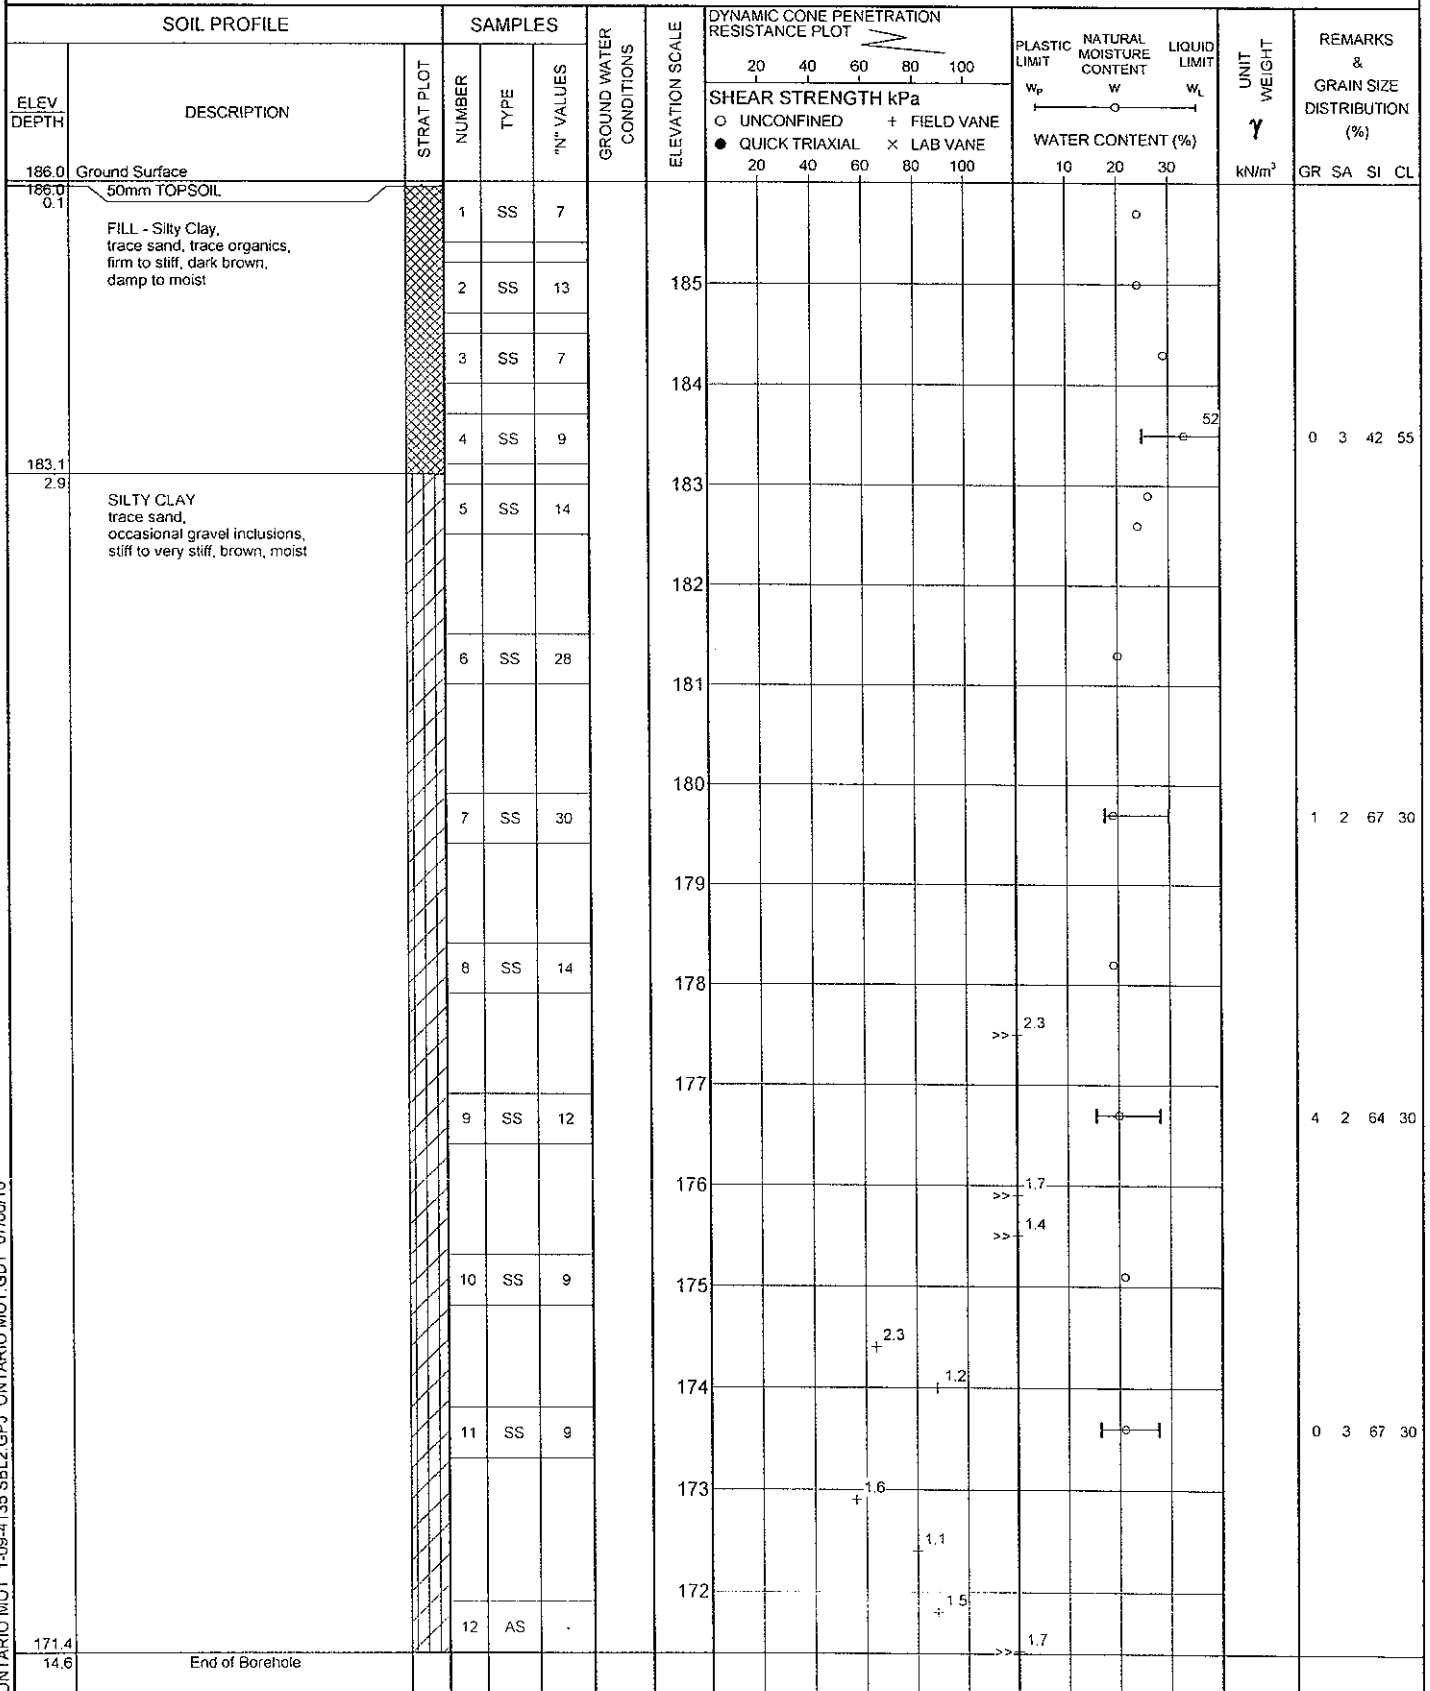 SOIL PROFILE
SAMPLES
GROUND WATER
CONDITIONS
ELEVATION SCALE
DYNAMIC CONE PENETRATION
RESISTANCE PLOT
20 40 60 80 100
PLASTIC
LIMIT
NATURAL
MOISTURE
CONTENT
LIQUID
LIMIT
UNIT
WEIGHT
REMARKS
&
GRAIN SIZE
DISTRIBUTION
(%)
ELEV
DEPTH
DESCRIPTION
STRAT PLOT
NUMBER
TYPE
"N" VALUES
SHEAR STRENGTH kPa
○ UNCONFINED + FIELD VANE
● QUICK TRIAXIAL × LAB VANE
20 40 60 80 100
WP W WL
WATER CONTENT (%)
10 20 30
γ
kN/m³
GR SA SI CL
186.0 Ground Surface
186.0 50mm TOPSOIL
0.1
1 SS 7
FILL - Silty Clay,
trace sand, trace organics,
firm to stiff, dark brown,
damp to moist
185
2 SS 13
3 SS 7
184
52
4 SS 9
0 3 42 55
183.1
2.9
183
SILTY CLAY
trace sand,
occasional gravel inclusions,
stiff to very stiff, brown, moist
5 SS 14
182
6 SS 28
181
180
7 SS 30
1 2 67 30
179
8 SS 14
178
>> 2.3
177
9 SS 12
4 2 64 30
176
>> 1.7
>> 1.4
10 SS 9
175
2.3
174
1.2
11 SS 9
0 3 67 30
173
1.6
1.1
172
1.5
12 AS -
171.4
14.6
End of Borehole
>> 1.7